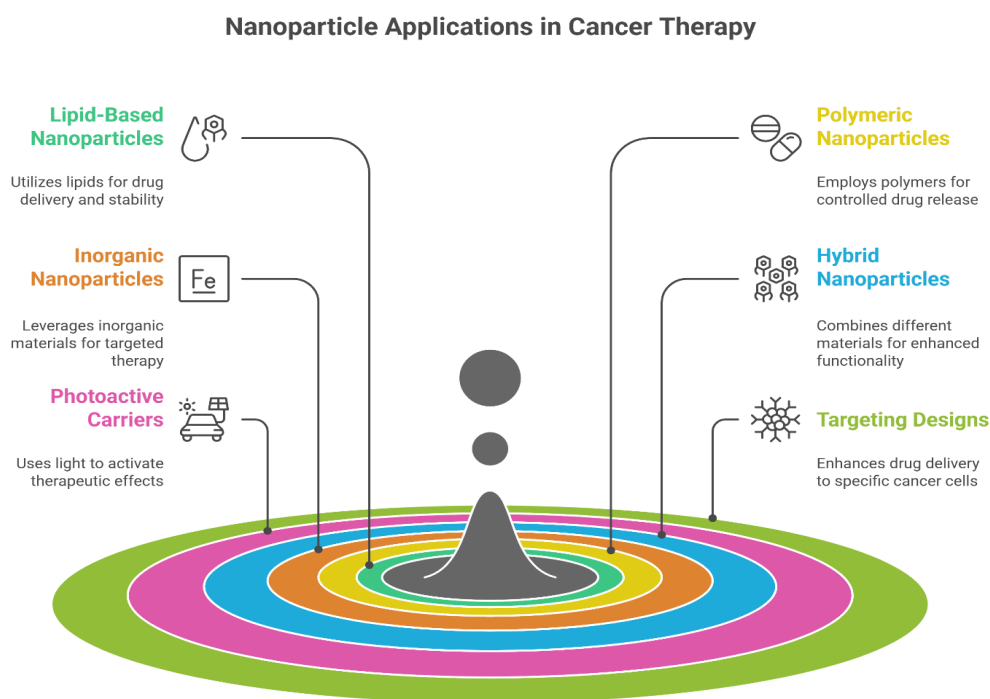 Nanoparticle Applications in Cancer Therapy
Lipid-Based
Nanoparticles
Utilizes lipids for drug
delivery and stability
Polymeric
Nanoparticles
Employs polymers for
controlled drug release
Inorganic
Nanoparticles
Fe
Leverages inorganic
materials for targeted
therapy
Hybrid
Nanoparticles
Combines different
materials for enhanced
functionality
Photoactive
Carriers
Uses light to activate
therapeutic effects
Targeting Designs
Enhances drug delivery
to specific cancer cells